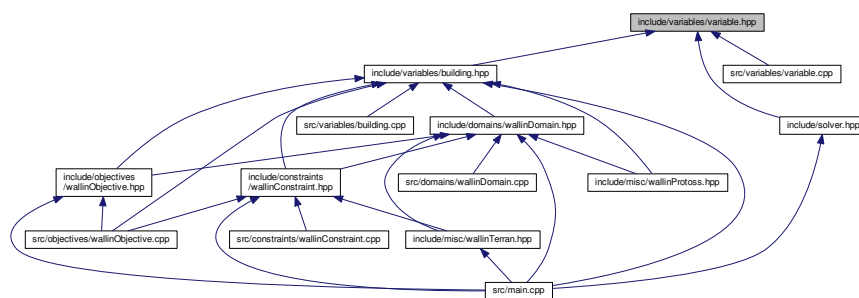 include/variables/variable.hpp
include/variables/building.hpp
src/variables/variable.cpp
src/variables/building.cpp
include/domains/wallinDomain.hpp
include/solver.hpp
include/objectives
/wallinObjective.hpp
include/constraints
/wallinConstraint.hpp
src/domains/wallinDomain.cpp
include/misc/wallinProtoss.hpp
src/objectives/wallinObjective.cpp
src/constraints/wallinConstraint.cpp
include/misc/wallinTerran.hpp
src/main.cpp